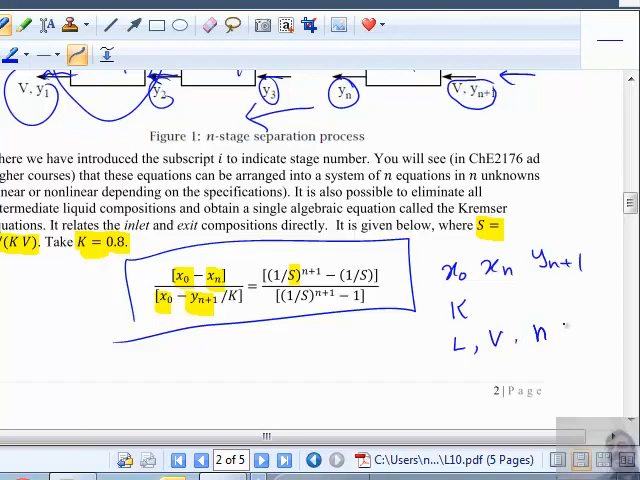 V, y1 y2 y3 yn V, yn+1
Figure 1: n-stage separation process
here we have introduced the subscript i to indicate stage number. You will see (in ChE2176 ad
gher courses) that these equations can be arranged into a system of n equations in n unknowns
near or nonlinear depending on the specifications). It is also possible to eliminate all
termediate liquid compositions and obtain a single algebraic equation called the Kremser
quations. It relates the inlet and exit compositions directly. It is given below, where S =
/(K V). Take K = 0.8.
[x0 − xn] / [x0 − yn+1/K] = [(1/S)^n+1 − (1/S)] / [(1/S)^n+1 − 1]
x0 xn yn+1
K
L, V, n
2 | Page
2 of 5 C:\Users\n...\L10.pdf (5 Pages)